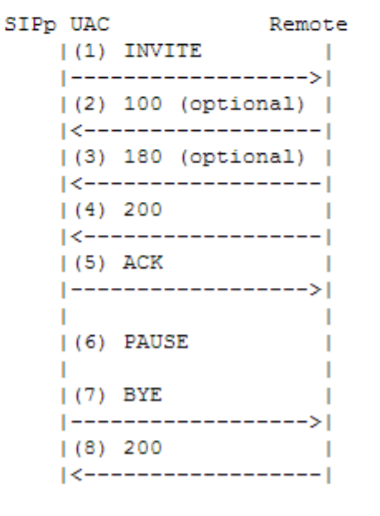 SIPp UAC                Remote
    |(1) INVITE         |
    |------------------>|
    |(2) 100 (optional) |
    |<------------------|
    |(3) 180 (optional) |
    |<------------------|
    |(4) 200            |
    |<------------------|
    |(5) ACK            |
    |------------------>|
    |                   |
    |(6) PAUSE          |
    |                   |
    |(7) BYE            |
    |------------------>|
    |(8) 200            |
    |<------------------|